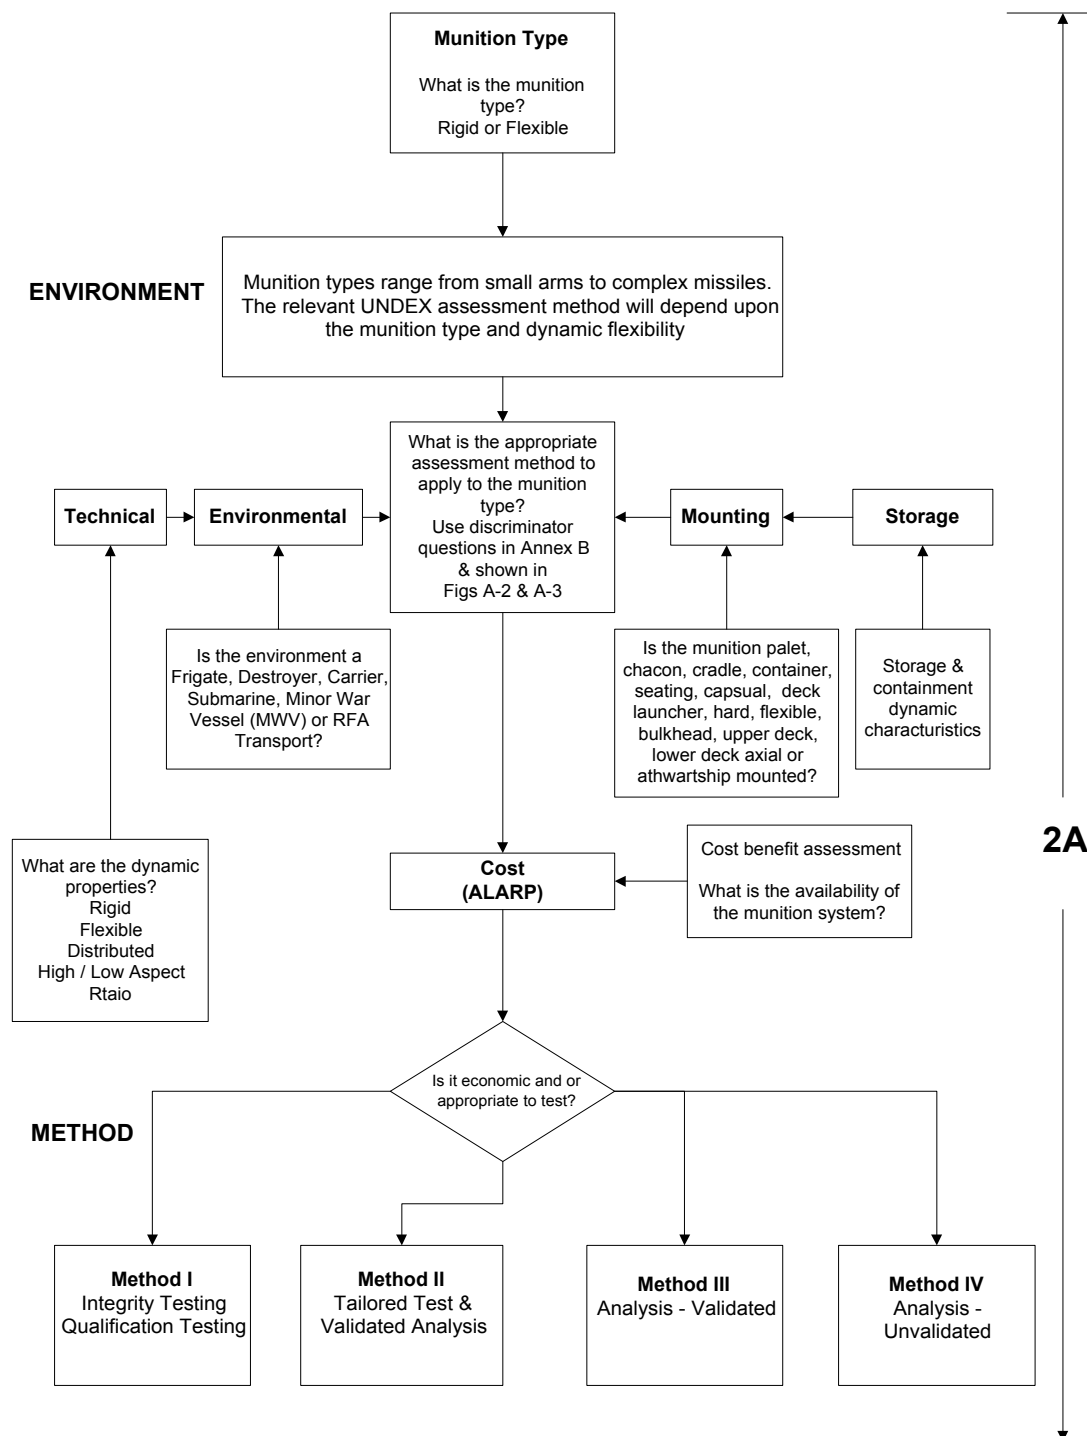 Munition Type
What is the munition
type?
Rigid or Flexible
ENVIRONMENT
Munition types range from small arms to complex missiles.
The relevant UNDEX assessment method will depend upon
the munition type and dynamic flexibility
What is the appropriate
assessment method to
apply to the munition
type?
Use discriminator
questions in Annex B
& shown in
Figs A-2 & A-3
Technical
Environmental
Mounting
Storage
Is the environment a
Frigate, Destroyer, Carrier,
Submarine, Minor War
Vessel (MWV) or RFA
Transport?
Is the munition palet,
chacon, cradle, container,
seating, capsual, deck
launcher, hard, flexible,
bulkhead, upper deck,
lower deck axial or
athwartship mounted?
Storage &
containment
dynamic
characteristics
2A
What are the dynamic
properties?
Rigid
Flexible
Distributed
High / Low Aspect
Rtaio
Cost
(ALARP)
Cost benefit assessment
What is the availability of
the munition system?
Is it economic and or
appropriate to test?
METHOD
Method I
Integrity Testing
Qualification Testing
Method II
Tailored Test &
Validated Analysis
Method III
Analysis - Validated
Method IV
Analysis -
Unvalidated